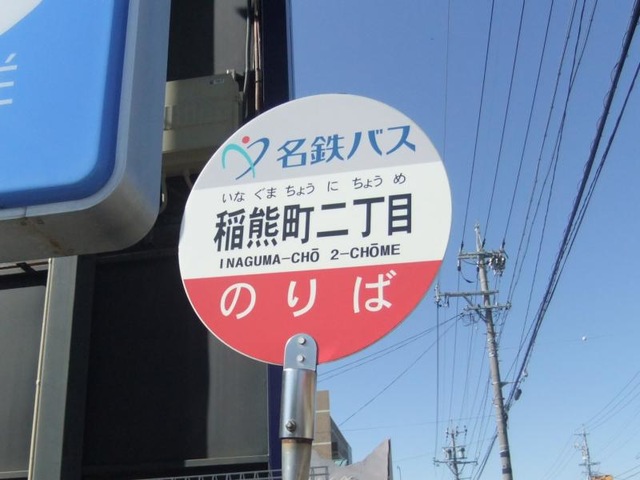 名鉄バス
いなぐまちょうにちょうめ
稲熊町二丁目
INAGUMA-CHŌ 2-CHŌME
のりば